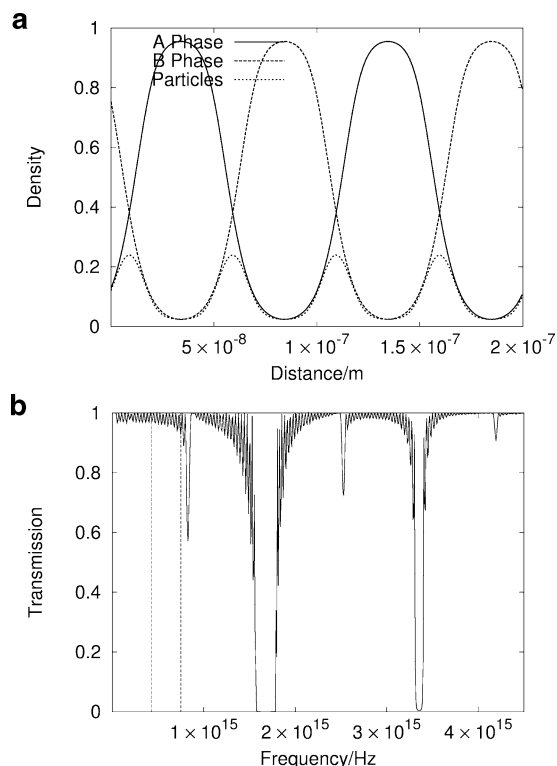 a
1
A Phase
B Phase
Particles
0.8
0.6
Density
0.4
0.2
0
5 × 10⁻⁸
1 × 10⁻⁷
1.5 × 10⁻⁷
2 × 10⁻⁷
Distance/m
b
1
0.8
0.6
Transmission
0.4
0.2
0
1 × 10¹⁵
2 × 10¹⁵
3 × 10¹⁵
4 × 10¹⁵
Frequency/Hz